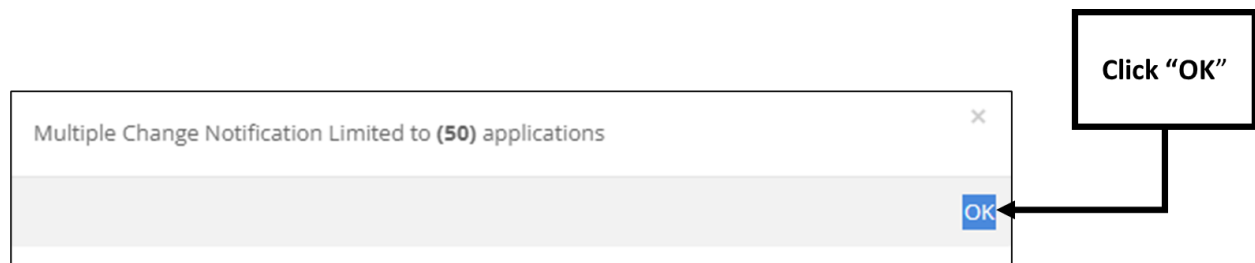 Click “OK”
Multiple Change Notification Limited to (50) applications ×
OK